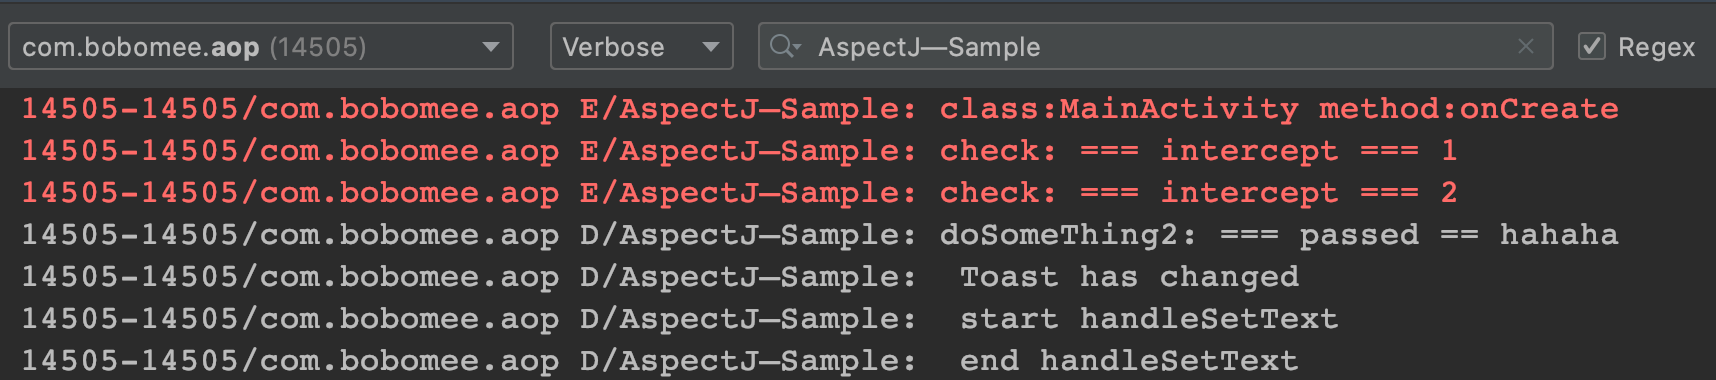 com.bobomee.aop (14505) Verbose AspectJ—Sample × Regex
14505-14505/com.bobomee.aop E/AspectJ—Sample: class:MainActivity method:onCreate
14505-14505/com.bobomee.aop E/AspectJ—Sample: check: === intercept === 1
14505-14505/com.bobomee.aop E/AspectJ—Sample: check: === intercept === 2
14505-14505/com.bobomee.aop D/AspectJ—Sample: doSomeThing2: === passed == hahaha
14505-14505/com.bobomee.aop D/AspectJ—Sample:  Toast has changed
14505-14505/com.bobomee.aop D/AspectJ—Sample:  start handleSetText
14505-14505/com.bobomee.aop D/AspectJ—Sample:  end handleSetText